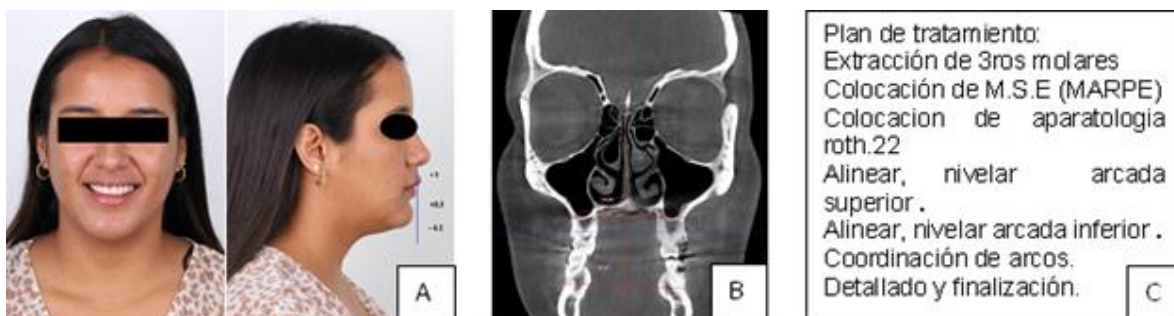 A
B
Plan de tratamiento:
Extracción de 3ros molares
Colocación de M.S.E (MARPE)
Colocacion de aparatologia
roth.22
Alinear, nivelar arcada
superior.
Alinear, nivelar arcada inferior.
Coordinación de arcos.
Detallado y finalización.
C